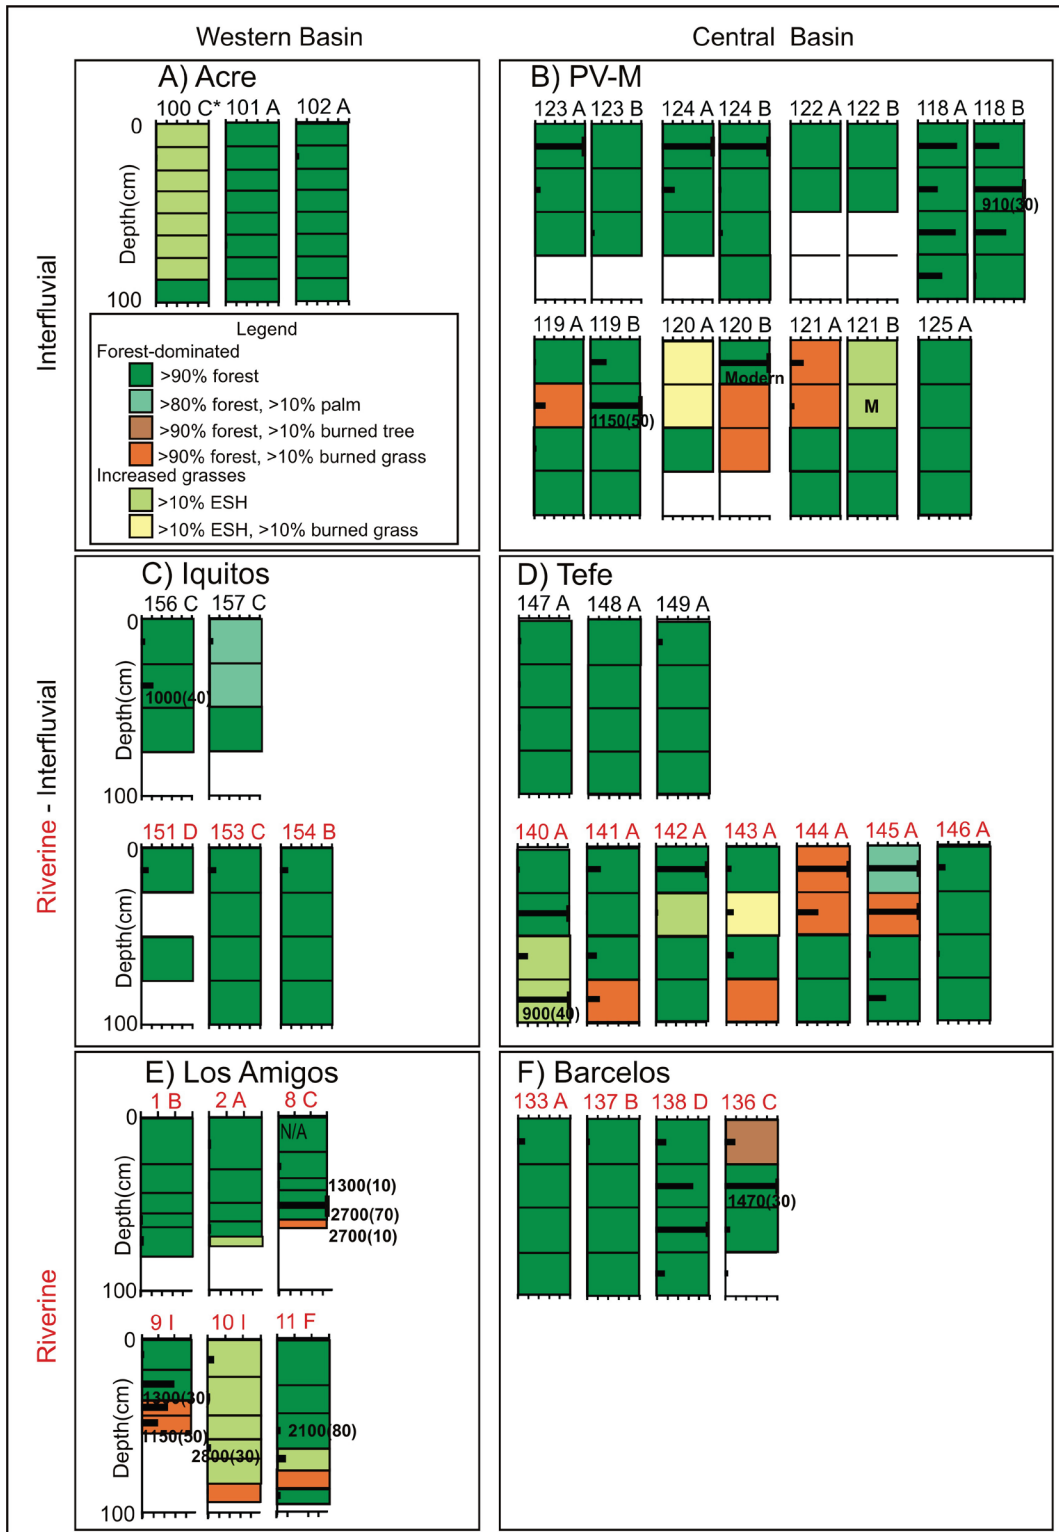 Western Basin
Central Basin
Interfluvial
Riverine - Interfluvial
Riverine
A) Acre
100 C* 101 A 102 A
0
Depth(cm)
100
Legend
Forest-dominated
>90% forest
>80% forest, >10% palm
>90% forest, >10% burned tree
>90% forest, >10% burned grass
Increased grasses
>10% ESH
>10% ESH, >10% burned grass
B) PV-M
123 A 123 B 124 A 124 B 122 A 122 B 118 A 118 B
910(30)
119 A 119 B 120 A 120 B 121 A 121 B 125 A
Modern
M
1150(50)
C) Iquitos
156 C 157 C
0
Depth(cm)
1000(40)
100
151 D 153 C 154 B
0
Depth(cm)
100
D) Tefe
147 A 148 A 149 A
140 A 141 A 142 A 143 A 144 A 145 A 146 A
900(40)
E) Los Amigos
1 B 2 A 8 C
0
N/A
Depth(cm)
1300(10)
2700(70)
2700(10)
100
9 I 10 I 11 F
0
Depth(cm)
1300(30)
2100(80)
1150(50)
2800(30)
100
F) Barcelos
133 A 137 B 138 D 136 C
1470(30)